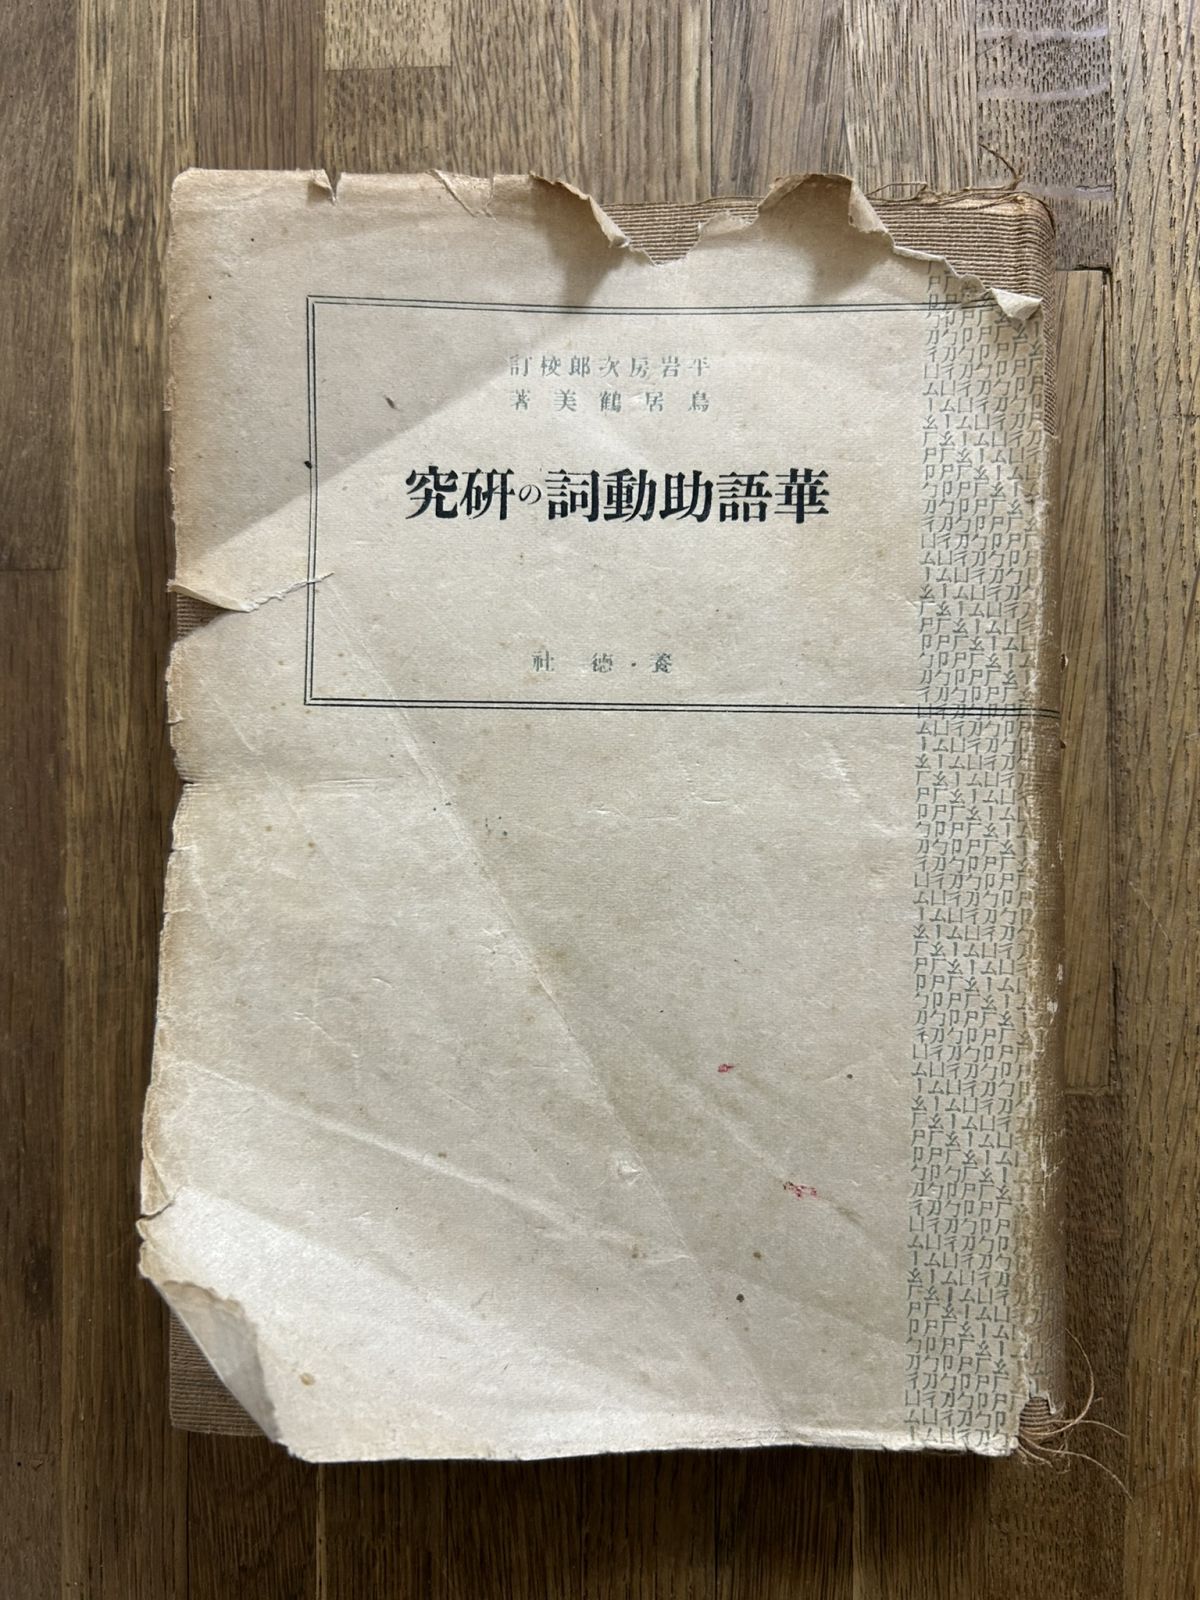 平岩房次郎校訂
鳥居鶴美著
華語助動詞の研究
養・徳社